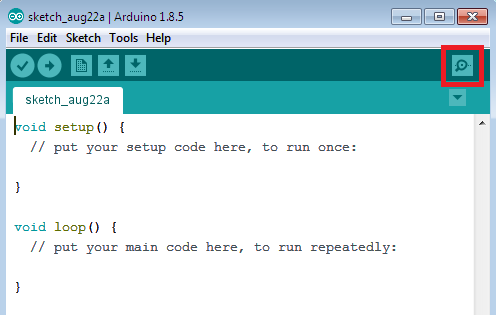 sketch_aug22a | Arduino 1.8.5
File Edit Sketch Tools Help
sketch_aug22a
void setup() {
  // put your setup code here, to run once:
}
void loop() {
  // put your main code here, to run repeatedly:
}